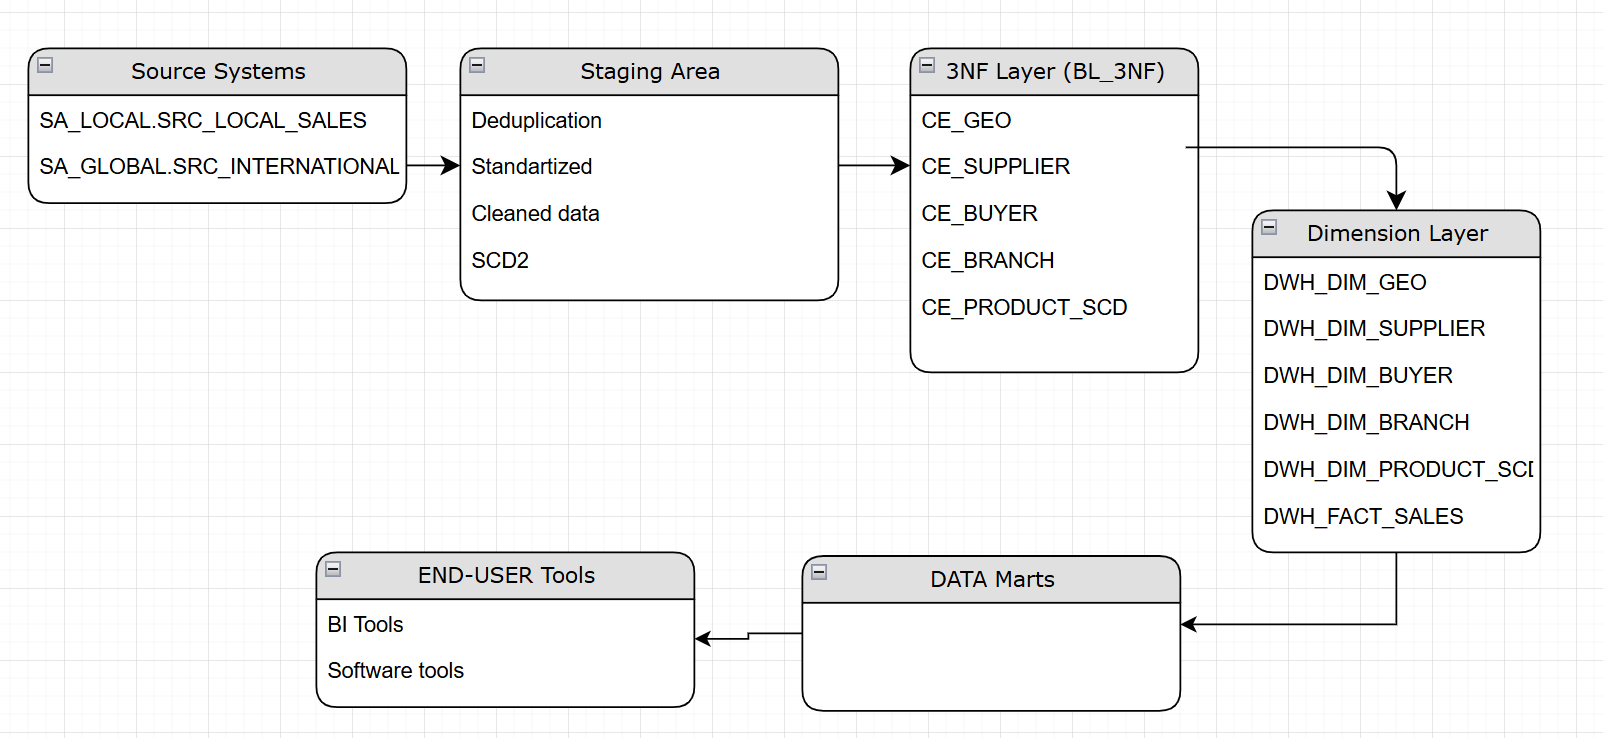 Source Systems
SA_LOCAL.SRC_LOCAL_SALES
SA_GLOBAL.SRC_INTERNATIONAL
Staging Area
Deduplication
Standartized
Cleaned data
SCD2
3NF Layer (BL_3NF)
CE_GEO
CE_SUPPLIER
CE_BUYER
CE_BRANCH
CE_PRODUCT_SCD
Dimension Layer
DWH_DIM_GEO
DWH_DIM_SUPPLIER
DWH_DIM_BUYER
DWH_DIM_BRANCH
DWH_DIM_PRODUCT_SCD
DWH_FACT_SALES
DATA Marts
END-USER Tools
BI Tools
Software tools